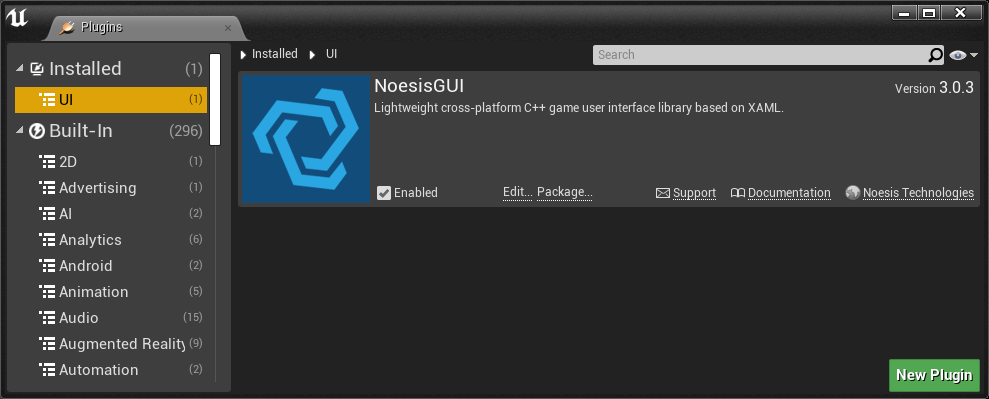 Plugins
Installed (1)
UI (1)
Built-In (296)
2D (1)
Advertising (1)
AI (2)
Analytics (6)
Android (2)
Animation (5)
Audio (15)
Augmented Reality (9)
Automation (2)
Installed UI
Search
NoesisGUI
Version 3.0.3
Lightweight cross-platform C++ game user interface library based on XAML.
Enabled Edit... Package... Support Documentation Noesis Technologies
New Plugin